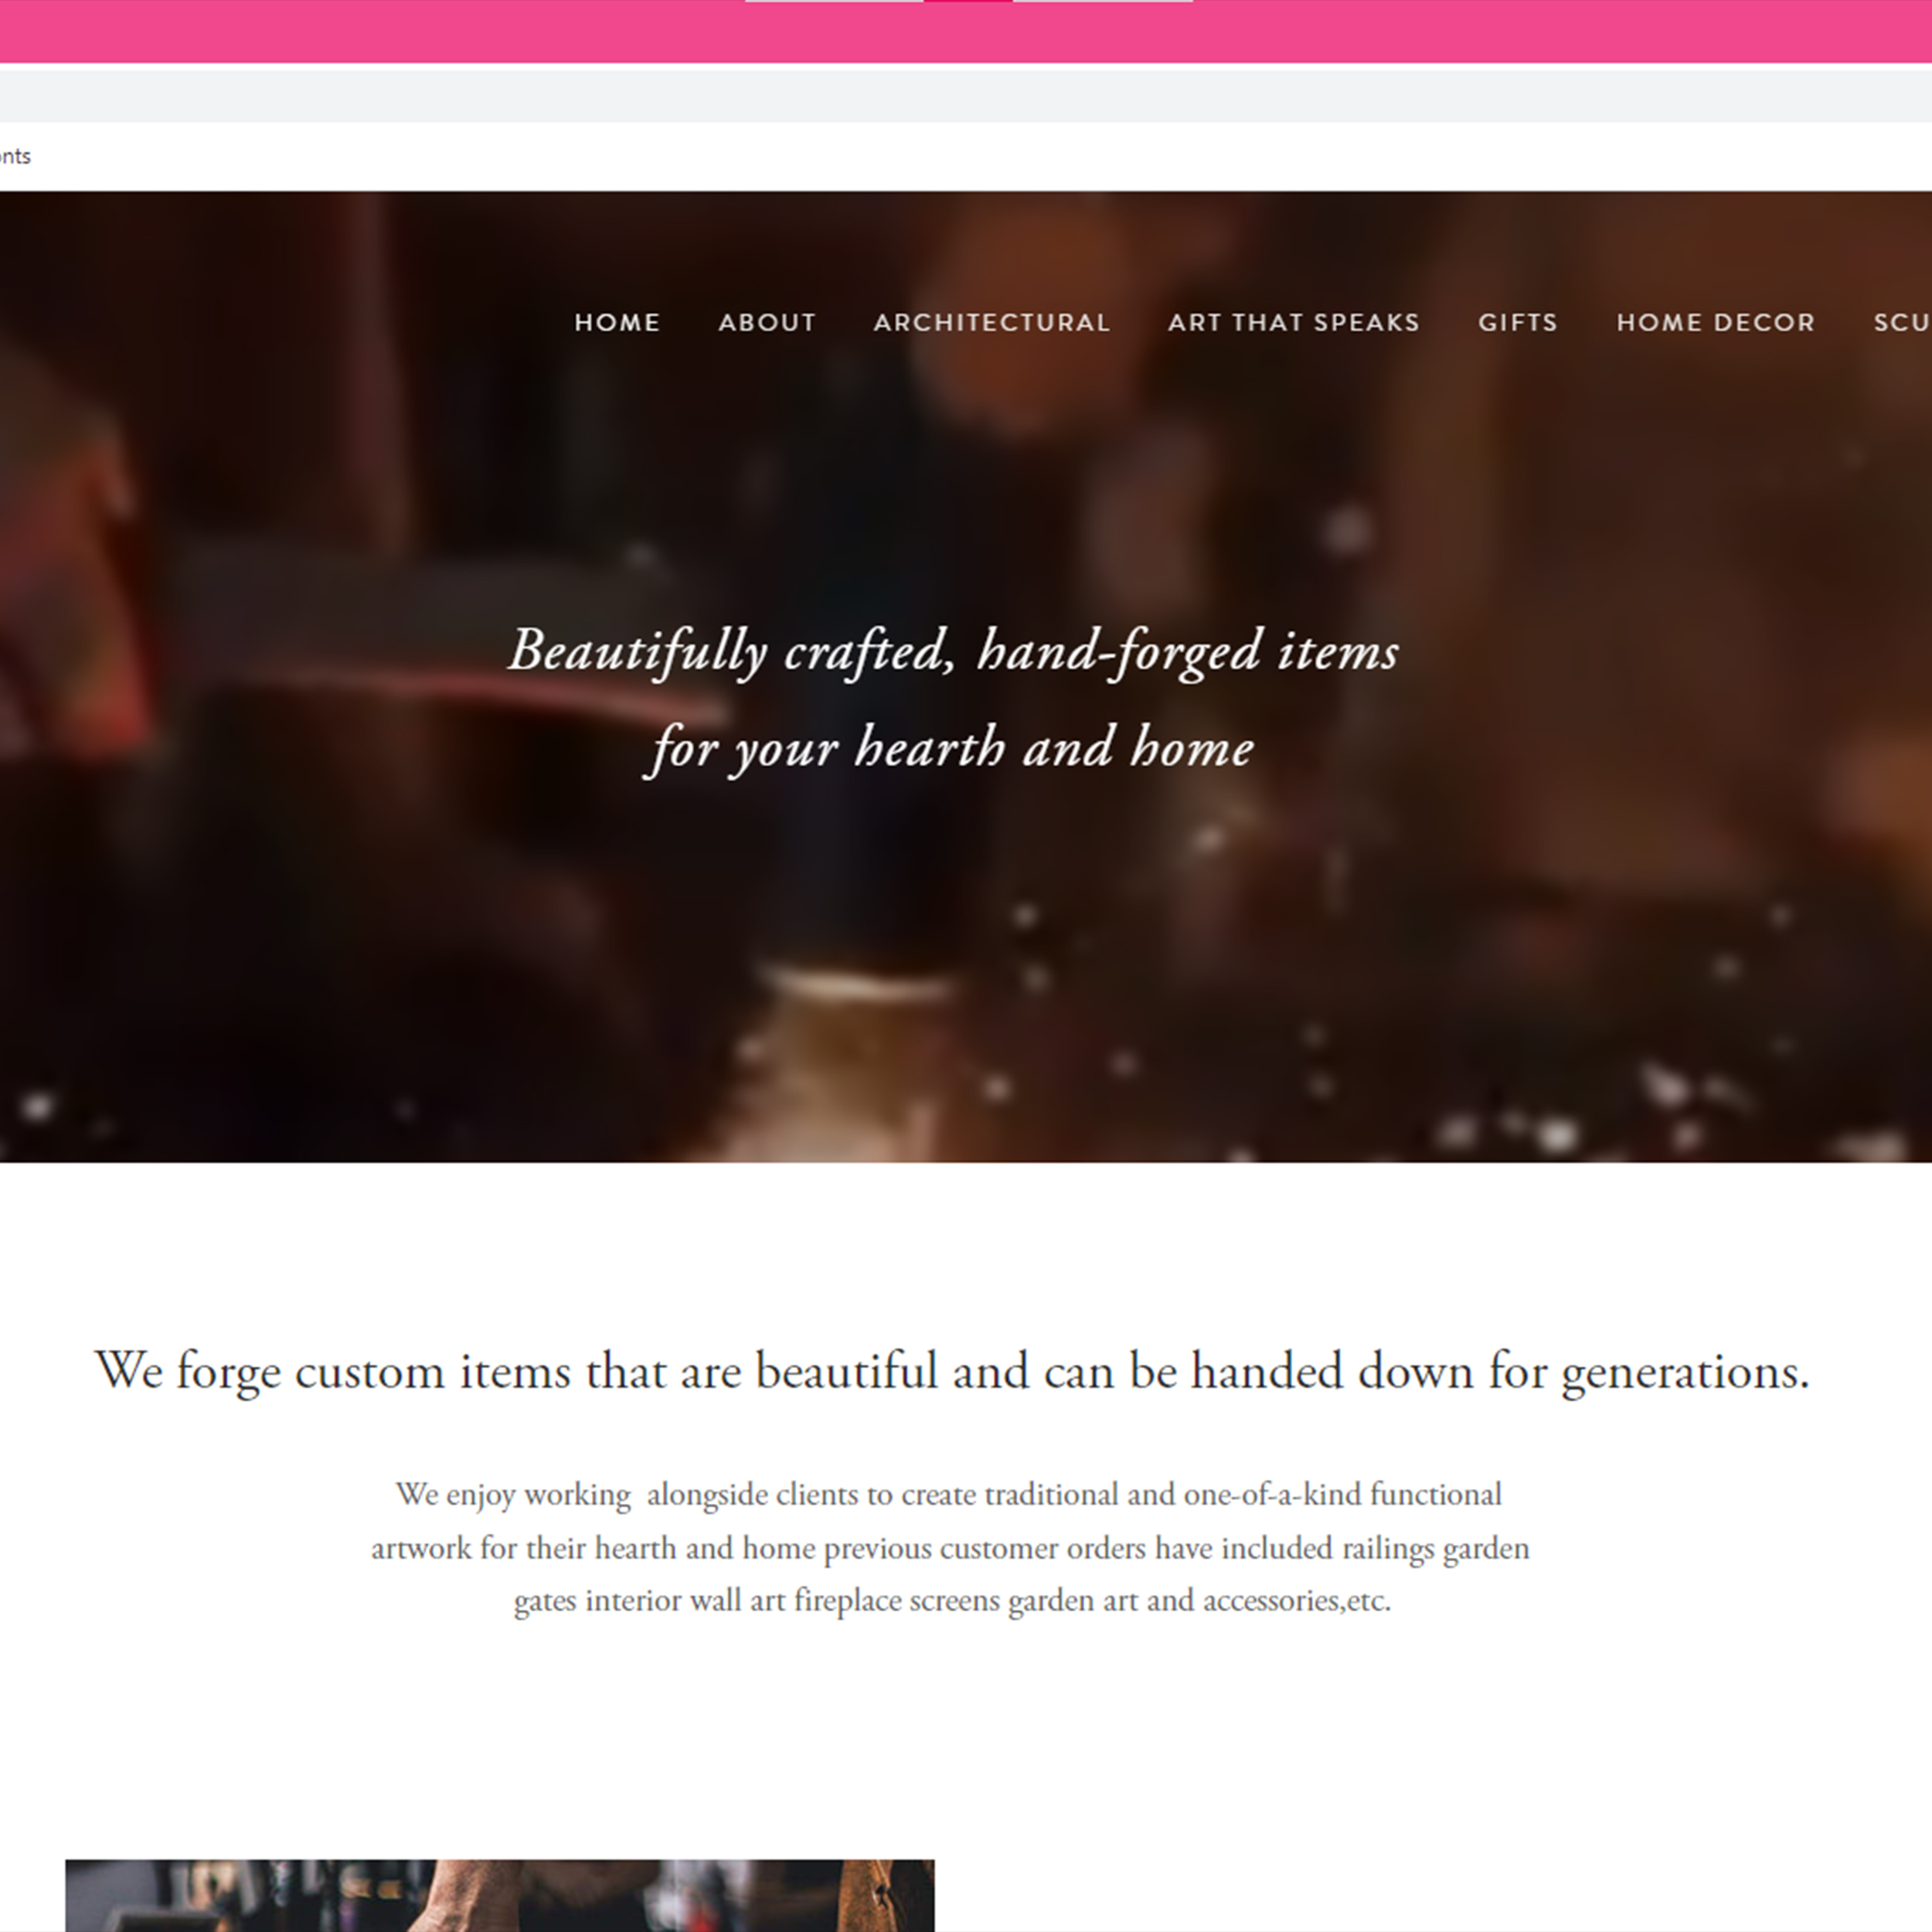 onts
HOME ABOUT ARCHITECTURAL ART THAT SPEAKS GIFTS HOME DECOR SCU
Beautifully crafted, hand-forged items
for your hearth and home
We forge custom items that are beautiful and can be handed down for generations.
We enjoy working  alongside clients to create traditional and one-of-a-kind functional
artwork for their hearth and home previous customer orders have included railings garden
gates interior wall art fireplace screens garden art and accessories,etc.